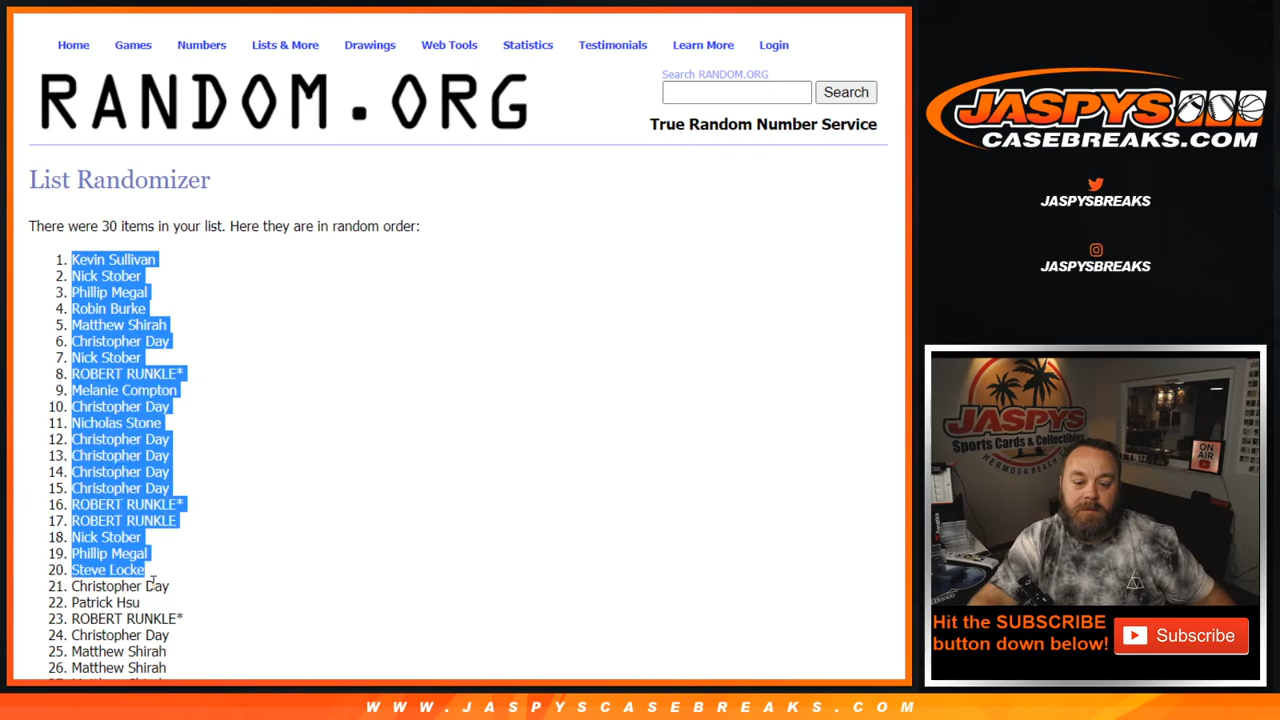 Home Games Numbers Lists & More Drawings Web Tools Statistics Testimonials Learn More Login
RANDOM.ORG
Search RANDOM.ORG
Search
True Random Number Service
List Randomizer
There were 30 items in your list. Here they are in random order:
1. Kevin Sullivan
2. Nick Stober
3. Phillip Megal
4. Robin Burke
5. Matthew Shirah
6. Christopher Day
7. Nick Stober
8. ROBERT RUNKLE*
9. Melanie Compton
10. Christopher Day
11. Nicholas Stone
12. Christopher Day
13. Christopher Day
14. Christopher Day
15. Christopher Day
16. ROBERT RUNKLE*
17. ROBERT RUNKLE
18. Nick Stober
19. Phillip Megal
20. Steve Locke
21. Christopher Day
22. Patrick Hsu
23. ROBERT RUNKLE*
24. Christopher Day
25. Matthew Shirah
26. Matthew Shirah
JASPYS
CASEBREAKS.COM
JASPYSBREAKS
JASPYSBREAKS
JASPYS
Sports Cards & Collectibles
HERMOSA BEACH
ON
AIR
Hit the SUBSCRIBE
button down below!
Subscribe
WWW.JASPYSCASEBREAKS.COM